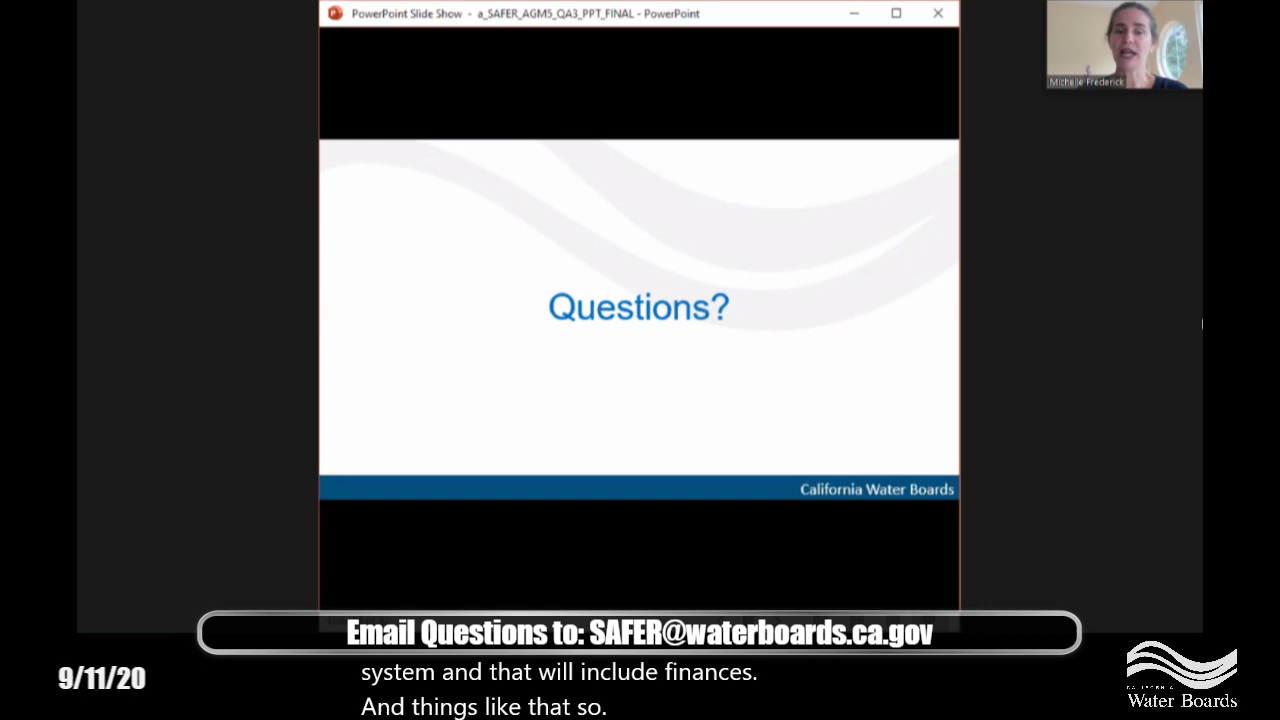 PowerPoint Slide Show - a_SAFER_AGM5_QA3_PPT_FINAL - PowerPoint
Michelle Frederick
Questions?
California Water Boards
Email Questions to: SAFER@waterboards.ca.gov
9/11/20
system and that will include finances.
And things like that so.
CALIFORNIA
Water Boards